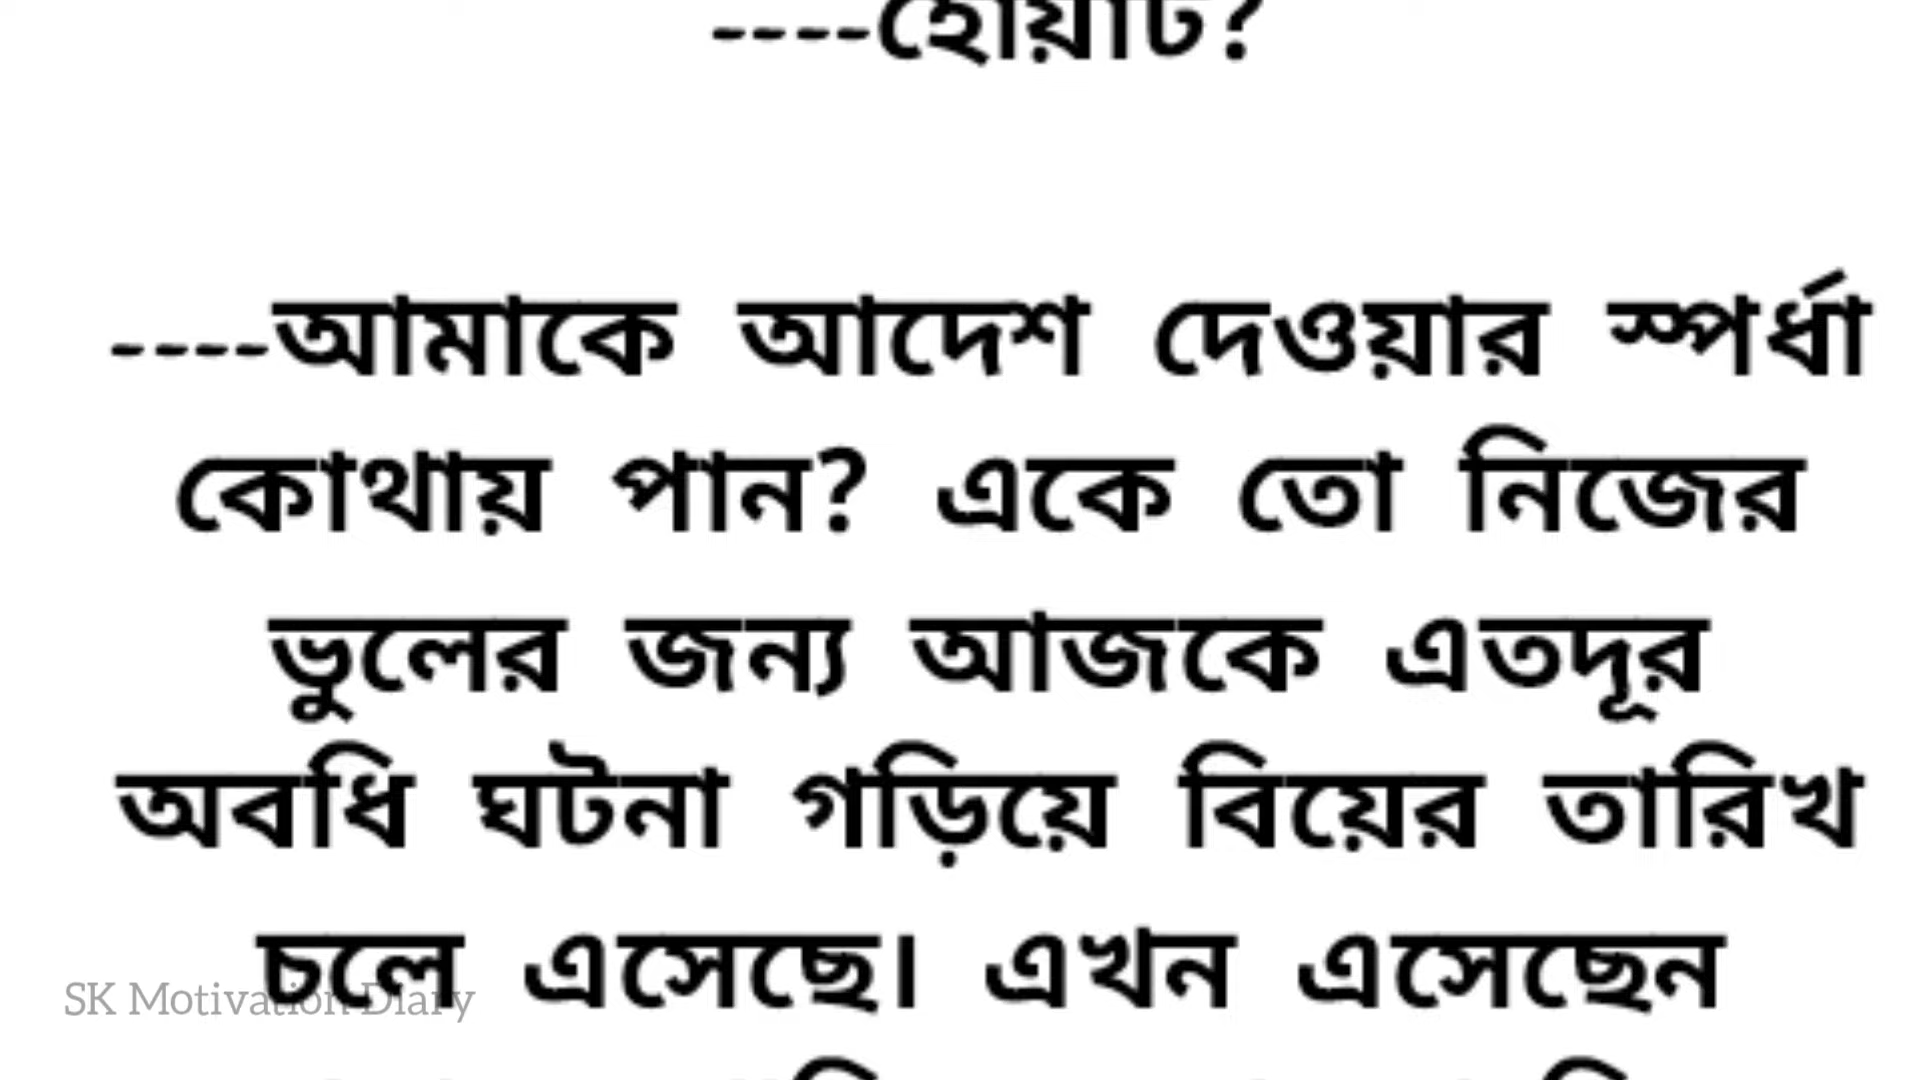 ----হোয়াট?
----আমাকে আদেশ দেওয়ার স্পর্ধা
কোথায় পান? একে তো নিজের
ভুলের জন্য আজকে এতদূর
অবধি ঘটনা গড়িয়ে বিয়ের তারিখ
চলে এসেছে। এখন এসেছেন
SK Motivation Diary